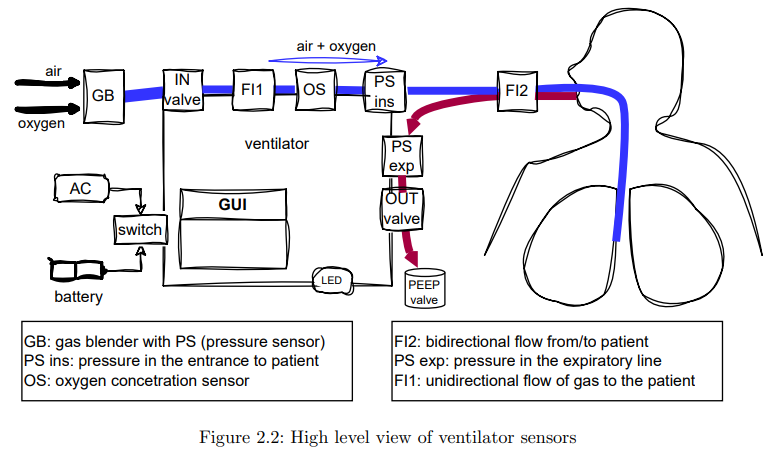 air + oxygen
air
oxygen
GB
IN
valve
FI1
OS
PS
ins
FI2
ventilator
PS
exp
AC
GUI
OUT
valve
switch
LED
PEEP
valve
battery
GB: gas blender with PS (pressure sensor)
PS ins: pressure in the entrance to patient
OS: oxygen concetration sensor
FI2: bidirectional flow from/to patient
PS exp: pressure in the expiratory line
FI1: unidirectional flow of gas to the patient
Figure 2.2: High level view of ventilator sensors